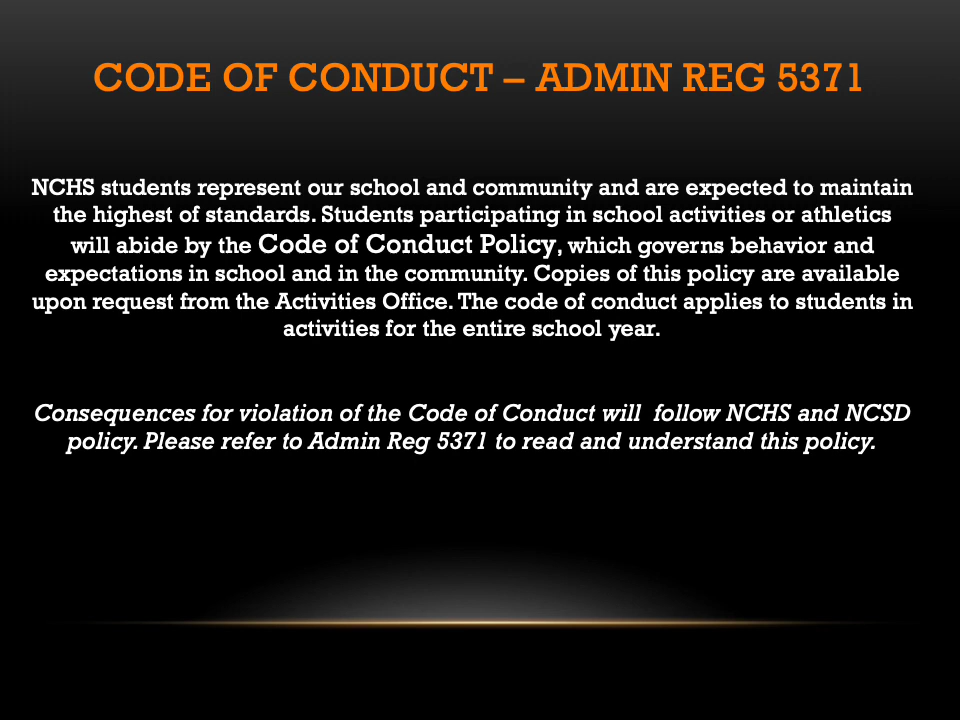 CODE OF CONDUCT – ADMIN REG 5371
NCHS students represent our school and community and are expected to maintain
the highest of standards. Students participating in school activities or athletics
will abide by the Code of Conduct Policy, which governs behavior and
expectations in school and in the community. Copies of this policy are available
upon request from the Activities Office. The code of conduct applies to students in
activities for the entire school year.
Consequences for violation of the Code of Conduct will  follow NCHS and NCSD
policy. Please refer to Admin Reg 5371 to read and understand this policy.